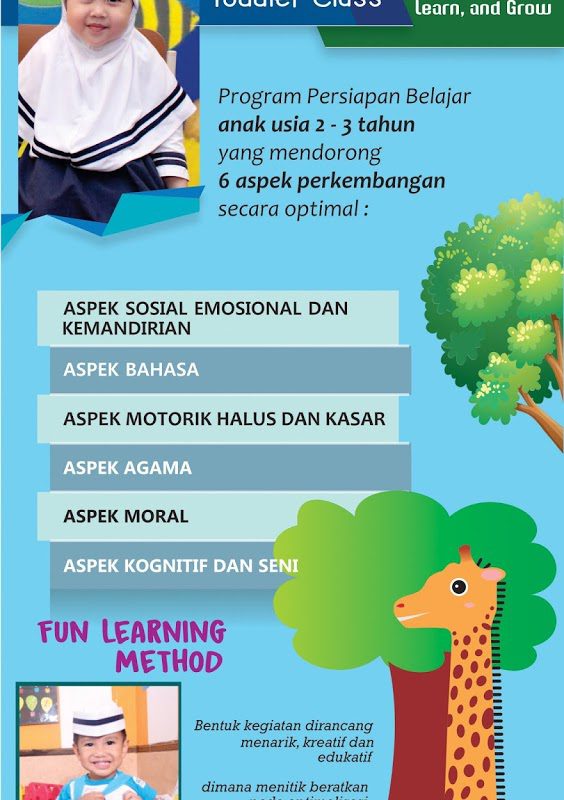 Toddler Class
Learn, and Grow
Program Persiapan Belajar
anak usia 2 - 3 tahun
yang mendorong
6 aspek perkembangan
secara optimal :
ASPEK SOSIAL EMOSIONAL DAN
KEMANDIRIAN
ASPEK BAHASA
ASPEK MOTORIK HALUS DAN KASAR
ASPEK AGAMA
ASPEK MORAL
ASPEK KOGNITIF DAN SENI
FUN LEARNING
METHOD
Bentuk kegiatan dirancang
menarik, kreatif dan
edukatif
dimana menitik beratkan
pada optimalisasi